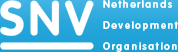 SNV
Netherlands
Development
Organisation